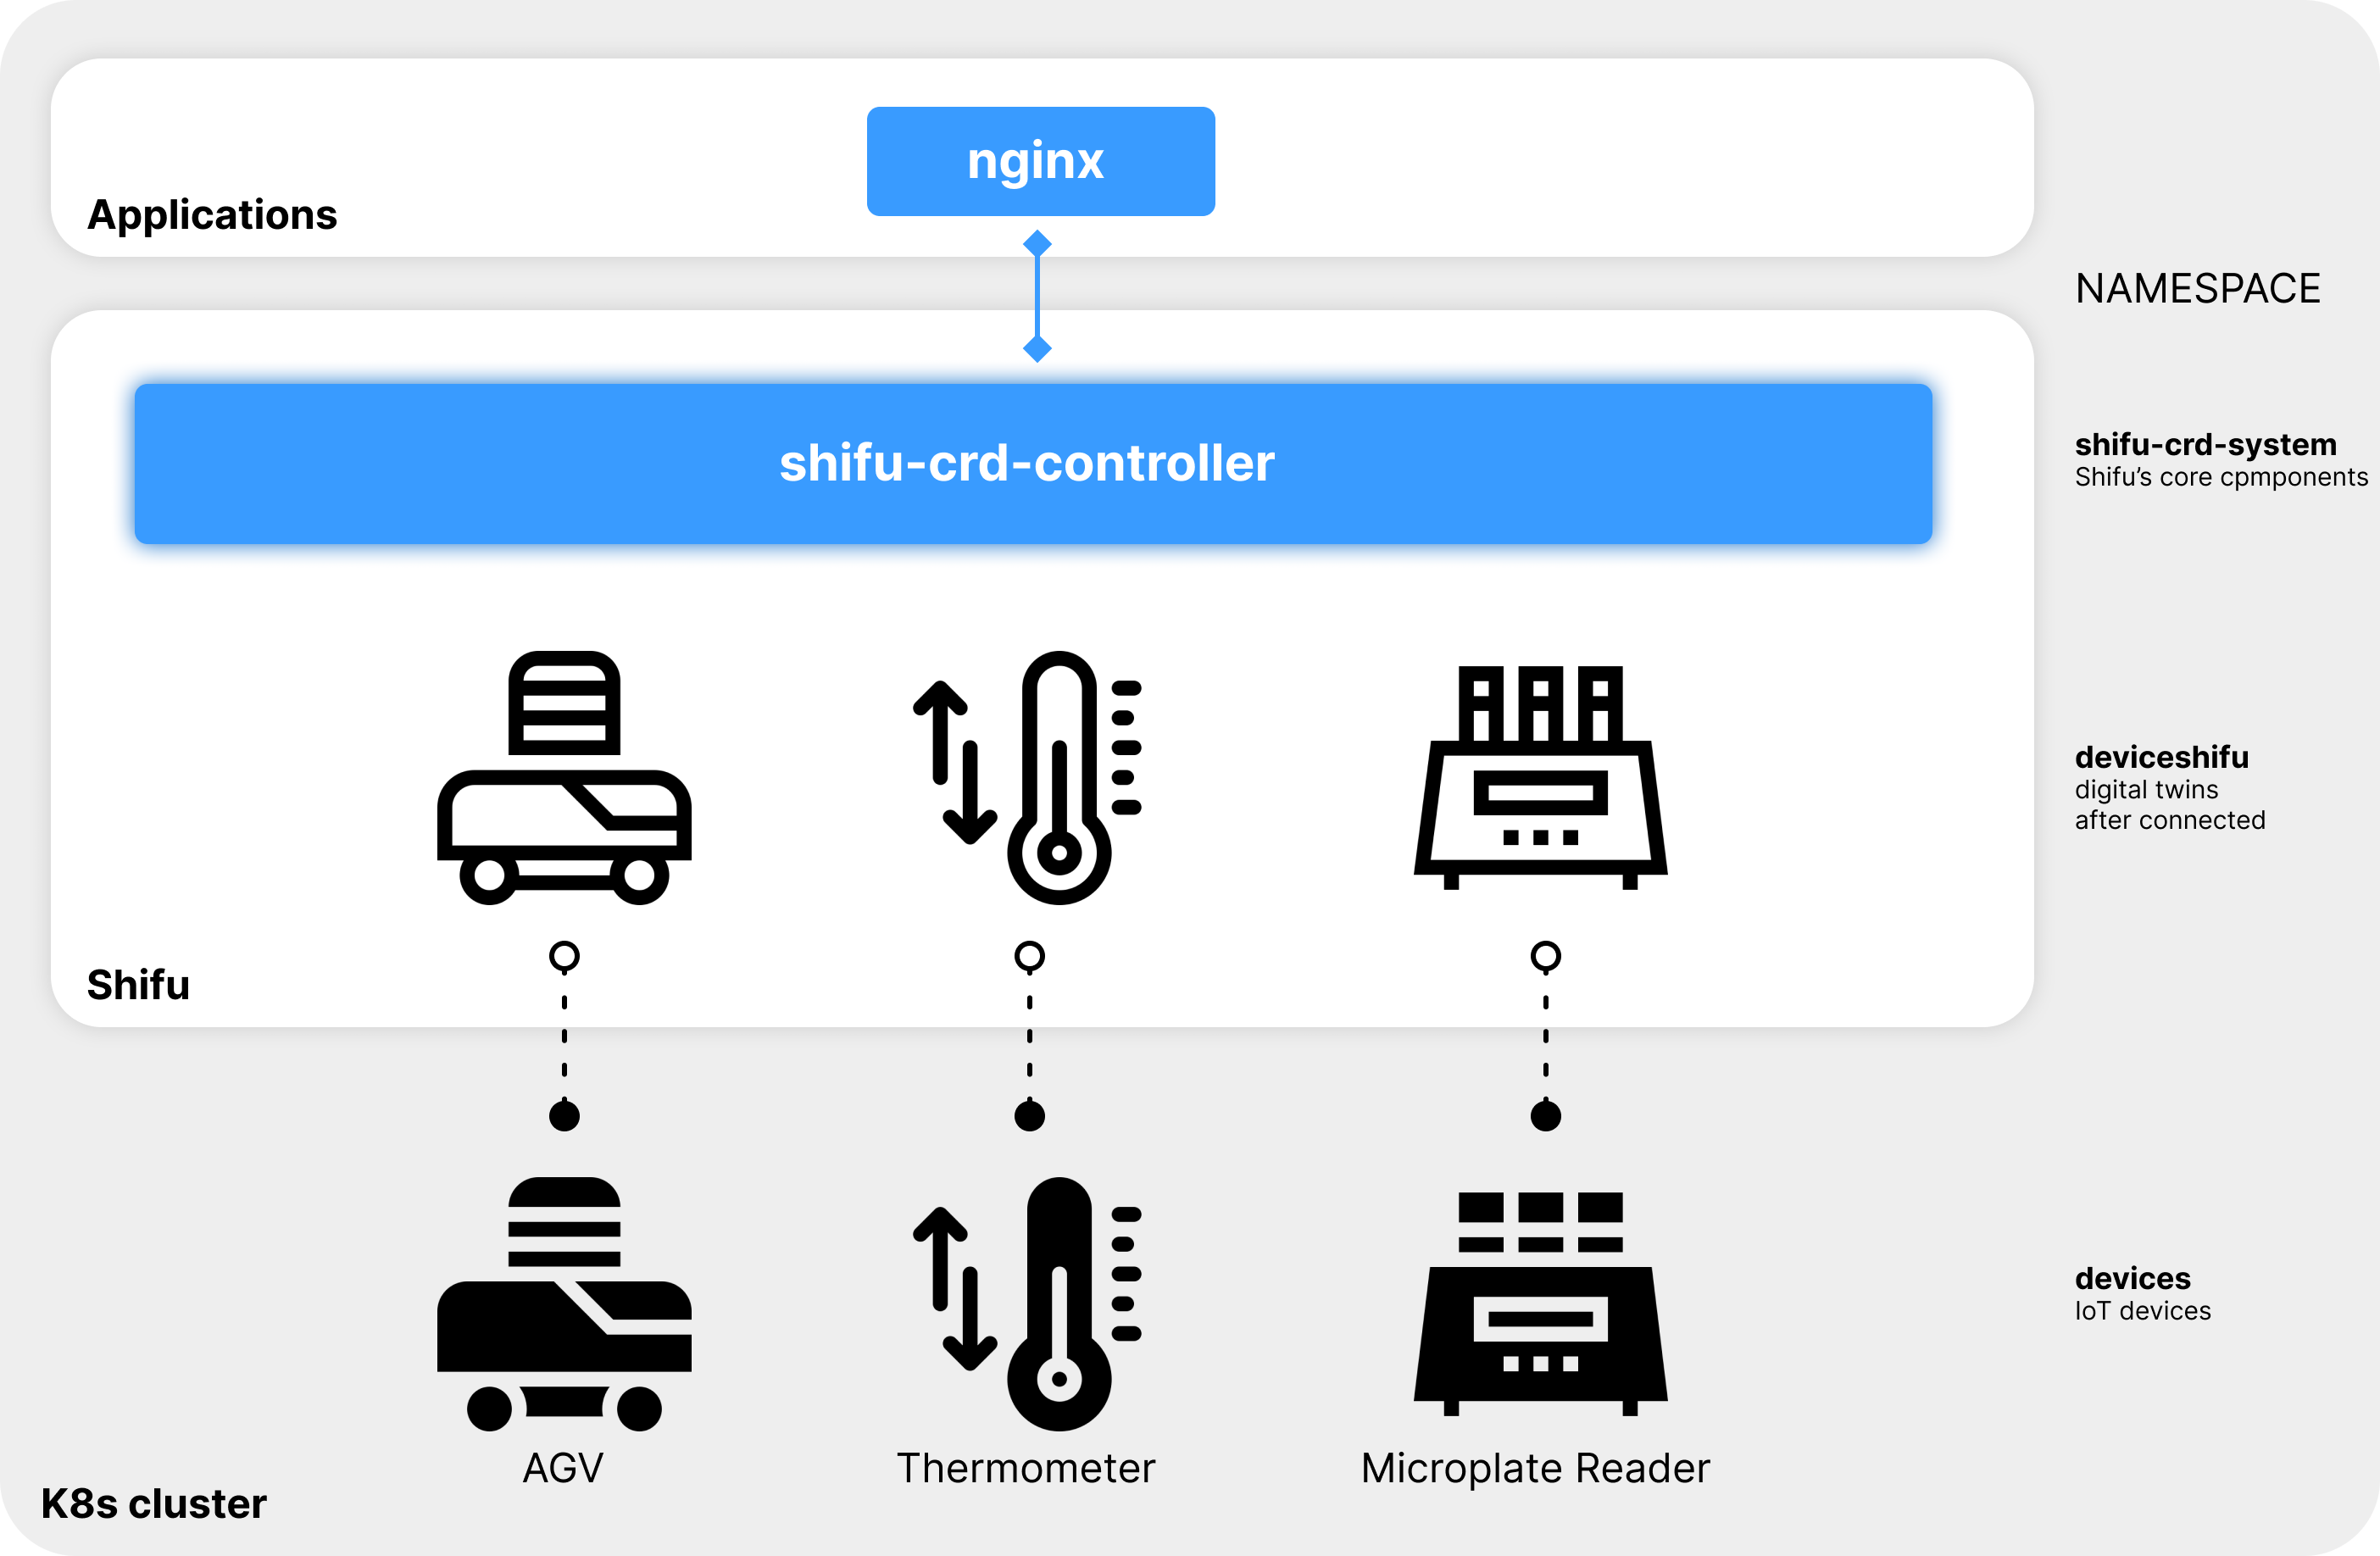 nginx
Applications
NAMESPACE
shifu-crd-controller
shifu-crd-system
Shifu’s core cpmponents
deviceshifu
digital twins
after connected
Shifu
devices
IoT devices
AGV
Thermometer
Microplate Reader
K8s cluster